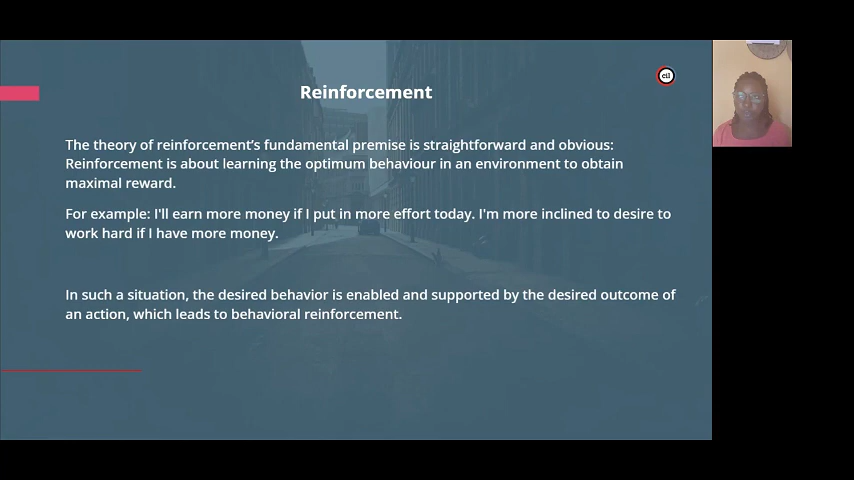 Reinforcement
cil
The theory of reinforcement's fundamental premise is straightforward and obvious:
Reinforcement is about learning the optimum behaviour in an environment to obtain
maximal reward.
For example: I'll earn more money if I put in more effort today. I'm more inclined to desire to
work hard if I have more money.
In such a situation, the desired behavior is enabled and supported by the desired outcome of
an action, which leads to behavioral reinforcement.